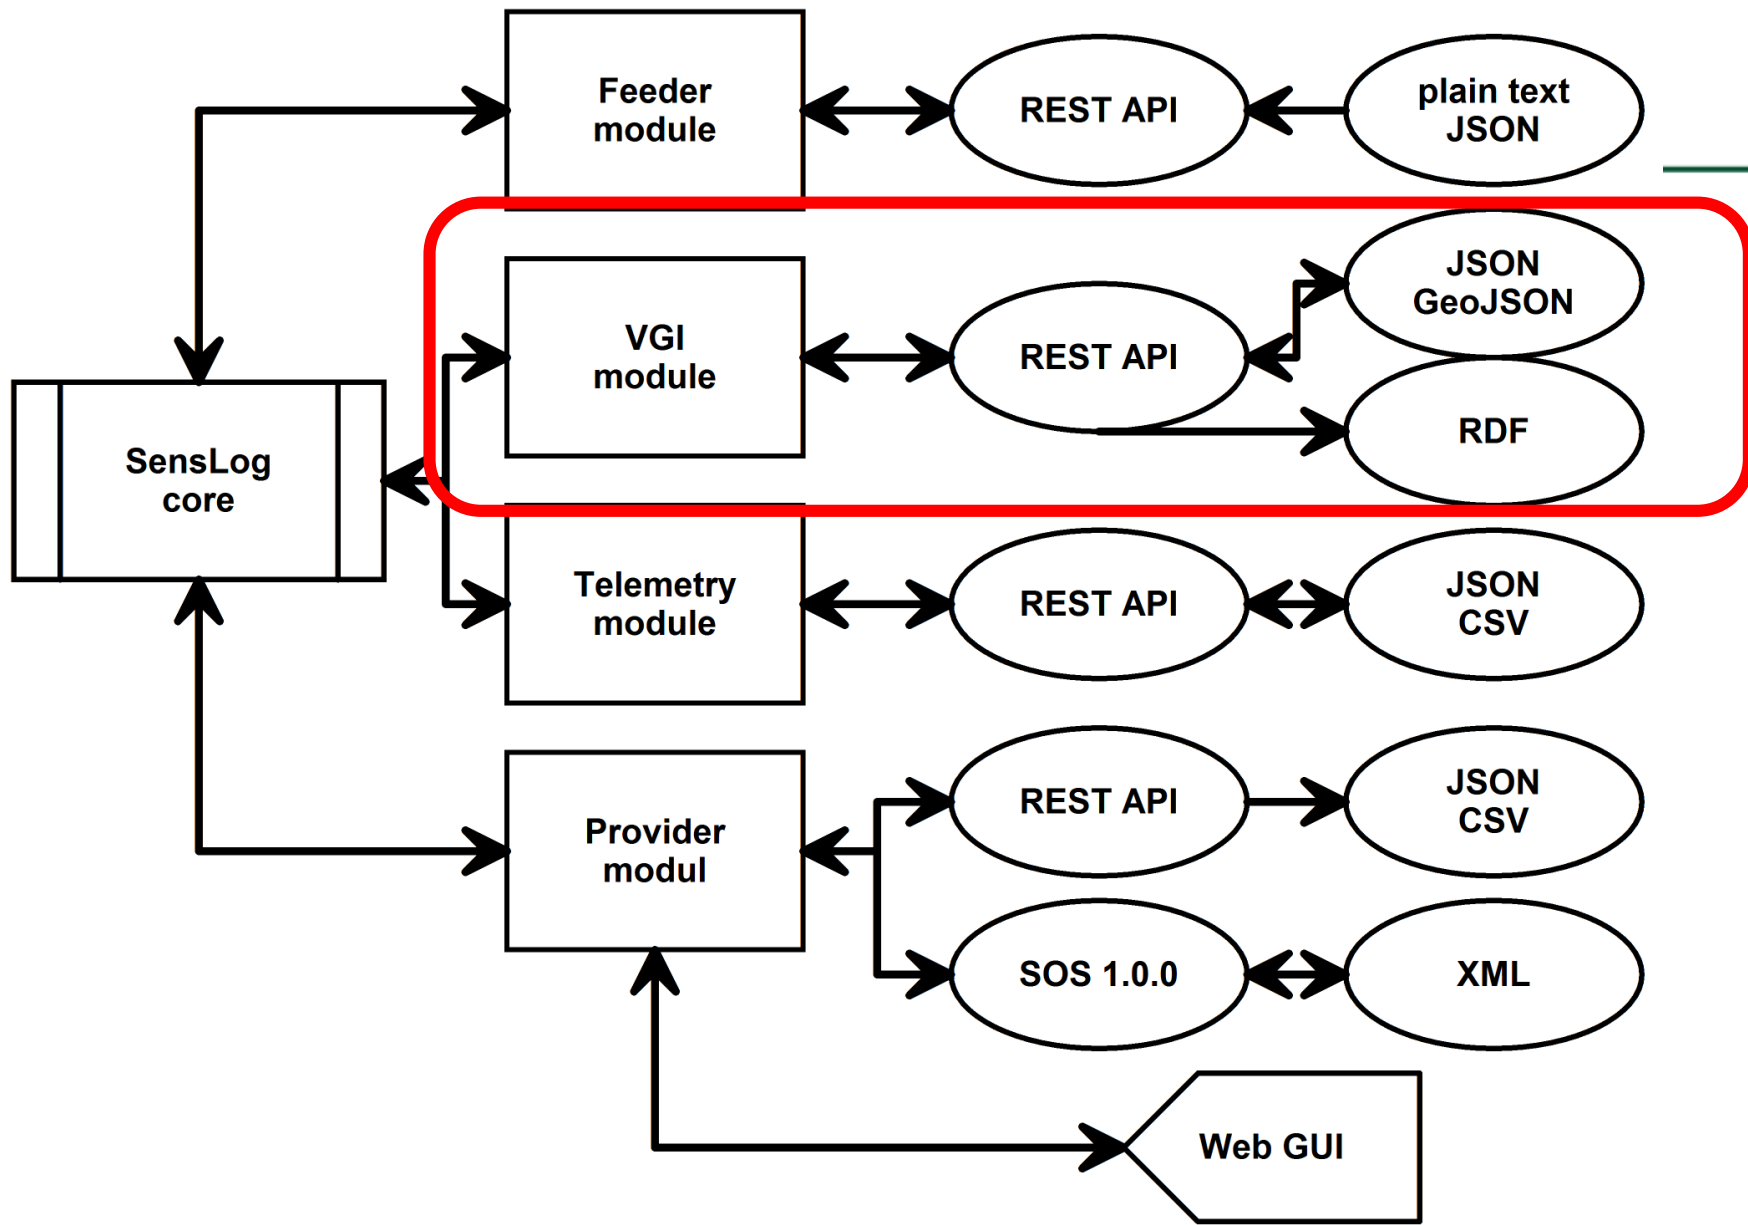 Feeder
module
REST API
plain text
JSON
VGI
module
REST API
JSON
GeoJSON
RDF
SensLog
core
Telemetry
module
REST API
JSON
CSV
Provider
modul
REST API
JSON
CSV
SOS 1.0.0
XML
Web GUI